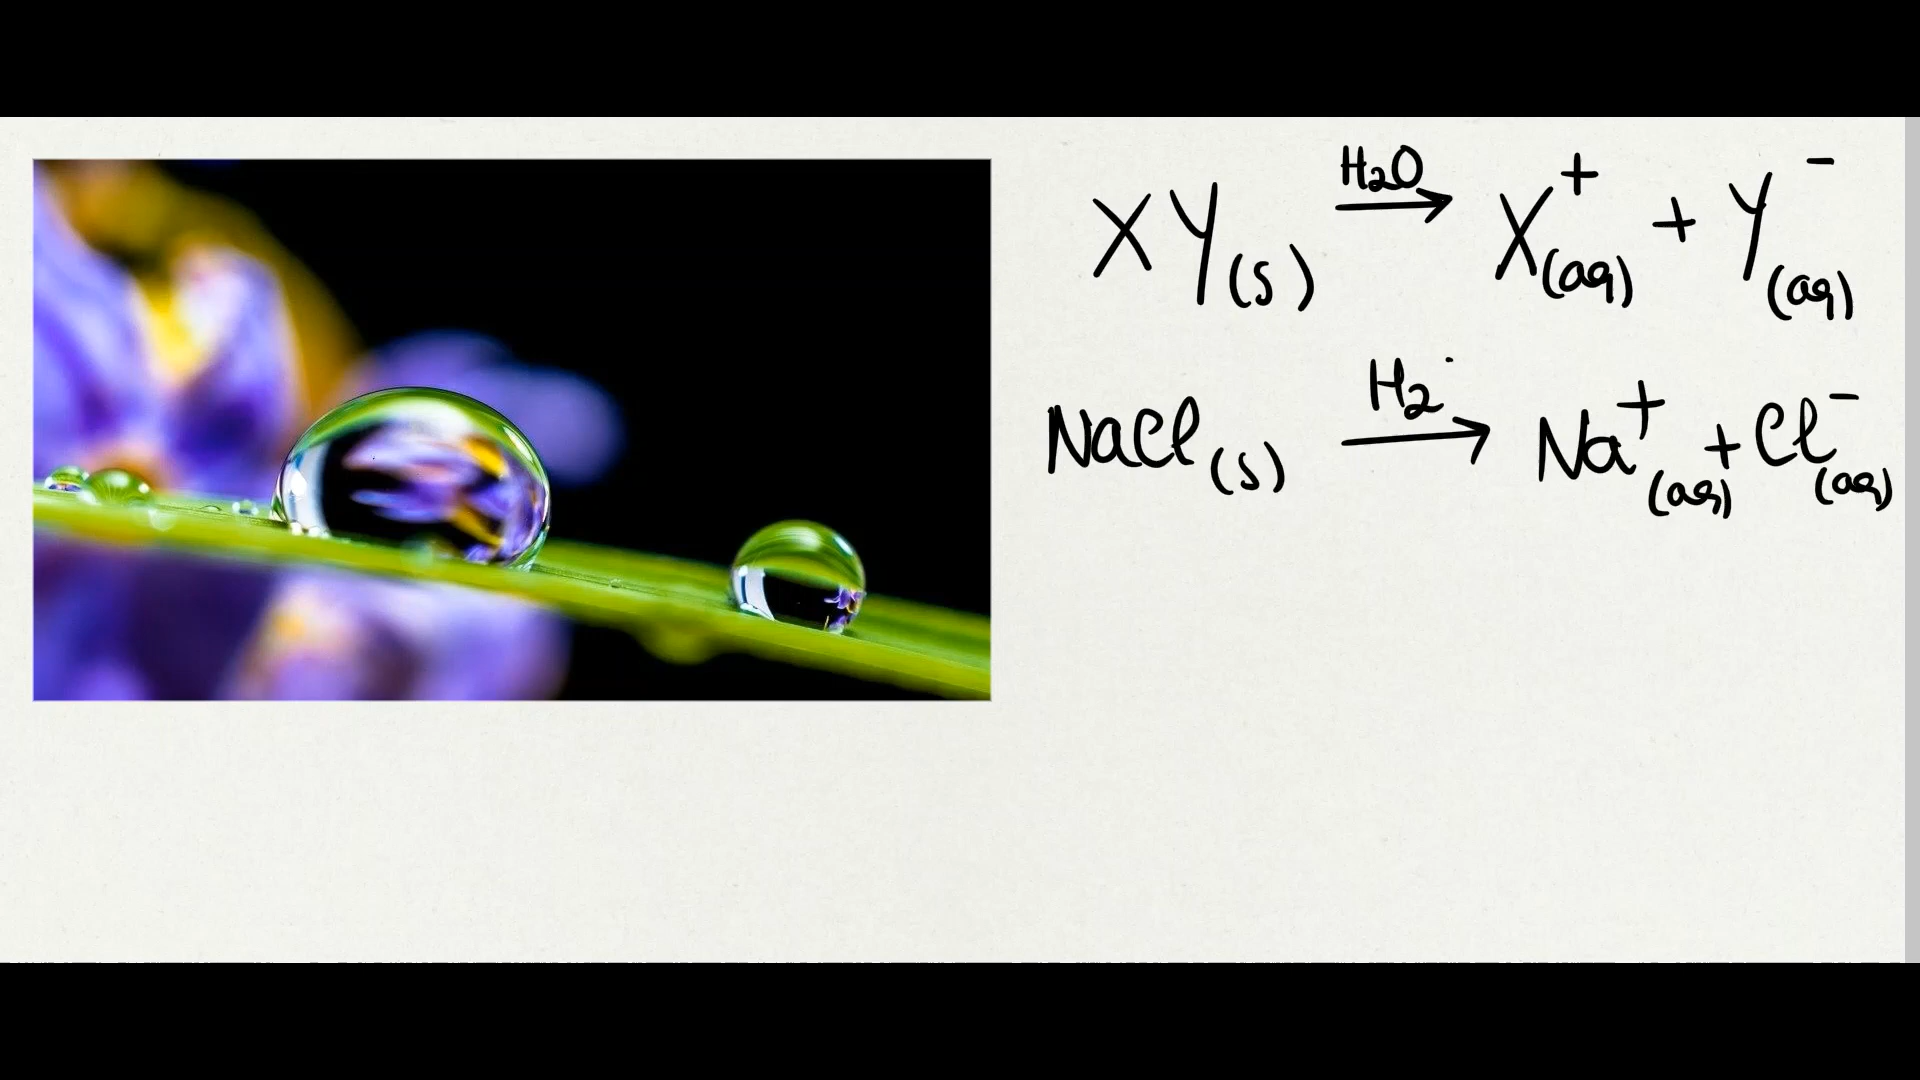 XY(s) H₂O → X⁺(aq) + Y⁻(aq)
NaCl(s) H₂ → Na⁺(aq) + Cl⁻(aq)